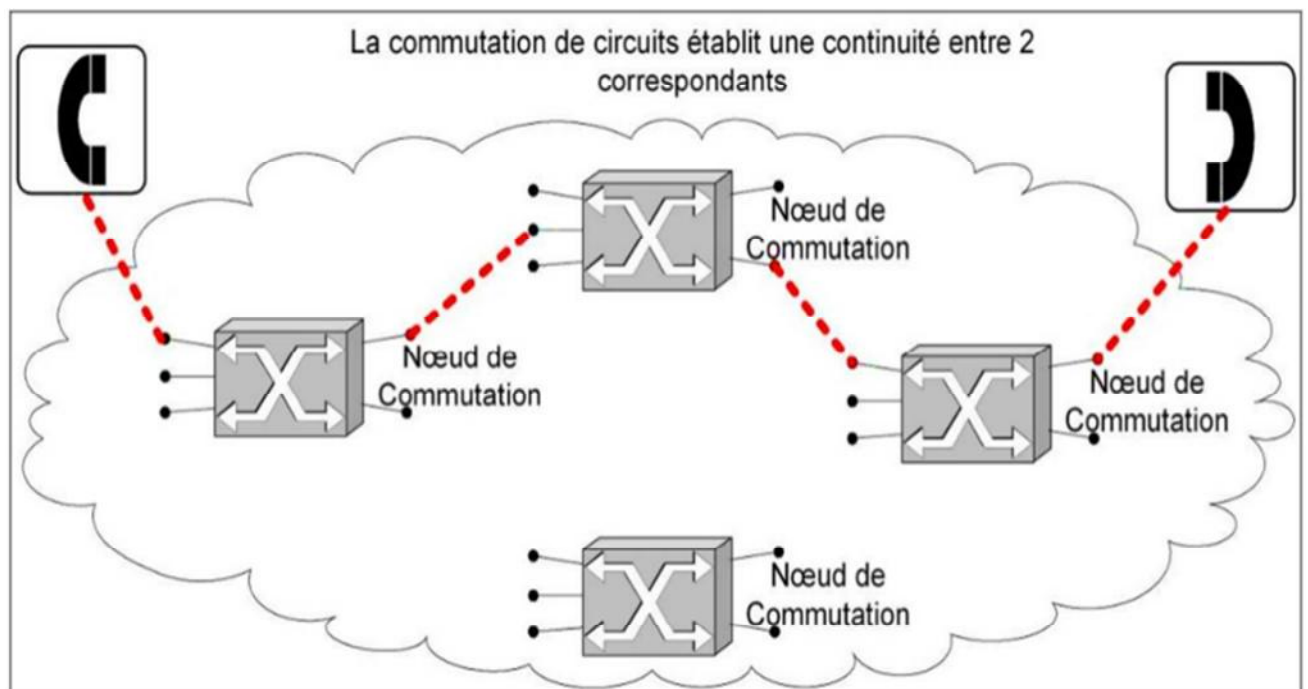 La commutation de circuits établit une continuité entre 2
correspondants
Nœud de
Commutation
Nœud de
Commutation
Nœud de
Commutation
Nœud de
Commutation